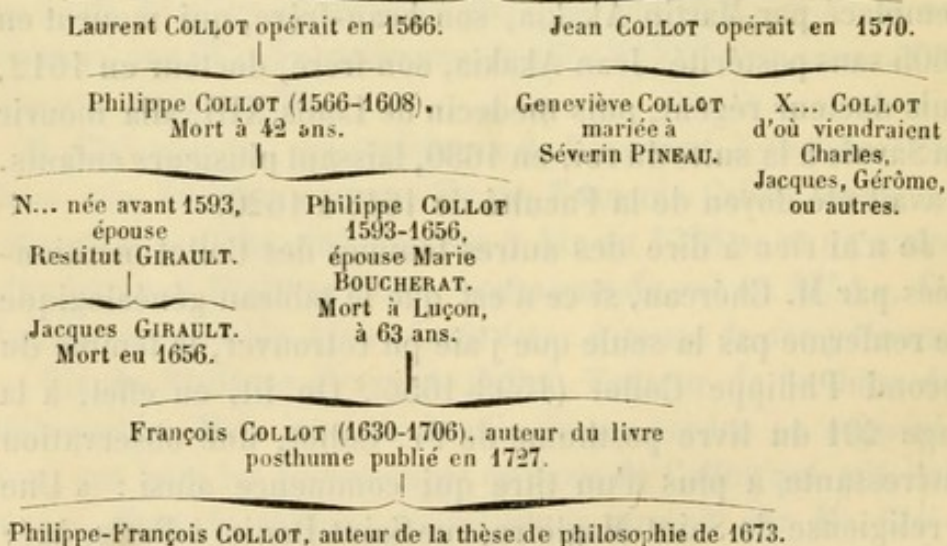 Laurent COLLOT opérait en 1566.
Jean COLLOT opérait en 1570.
Philippe COLLOT (1566-1608),
Mort à 42 ans.
Geneviève COLLOT
mariée à
Séverin PINEAU.
X... COLLOT
d'où viendraient
Charles,
Jacques, Gérôme,
ou autres.
N... née avant 1593,
épouse
Restitut GIRAULT.
Philippe COLLOT
1593-1656,
épouse Marie
BOUCHERAT.
Mort à Luçon,
à 63 ans.
Jacques GIRAULT.
Mort eu 1656.
François COLLOT (1630-1706), auteur du livre
posthume publié en 1727.
Philippe-François COLLOT, auteur de la thèse de philosophie de 1673.